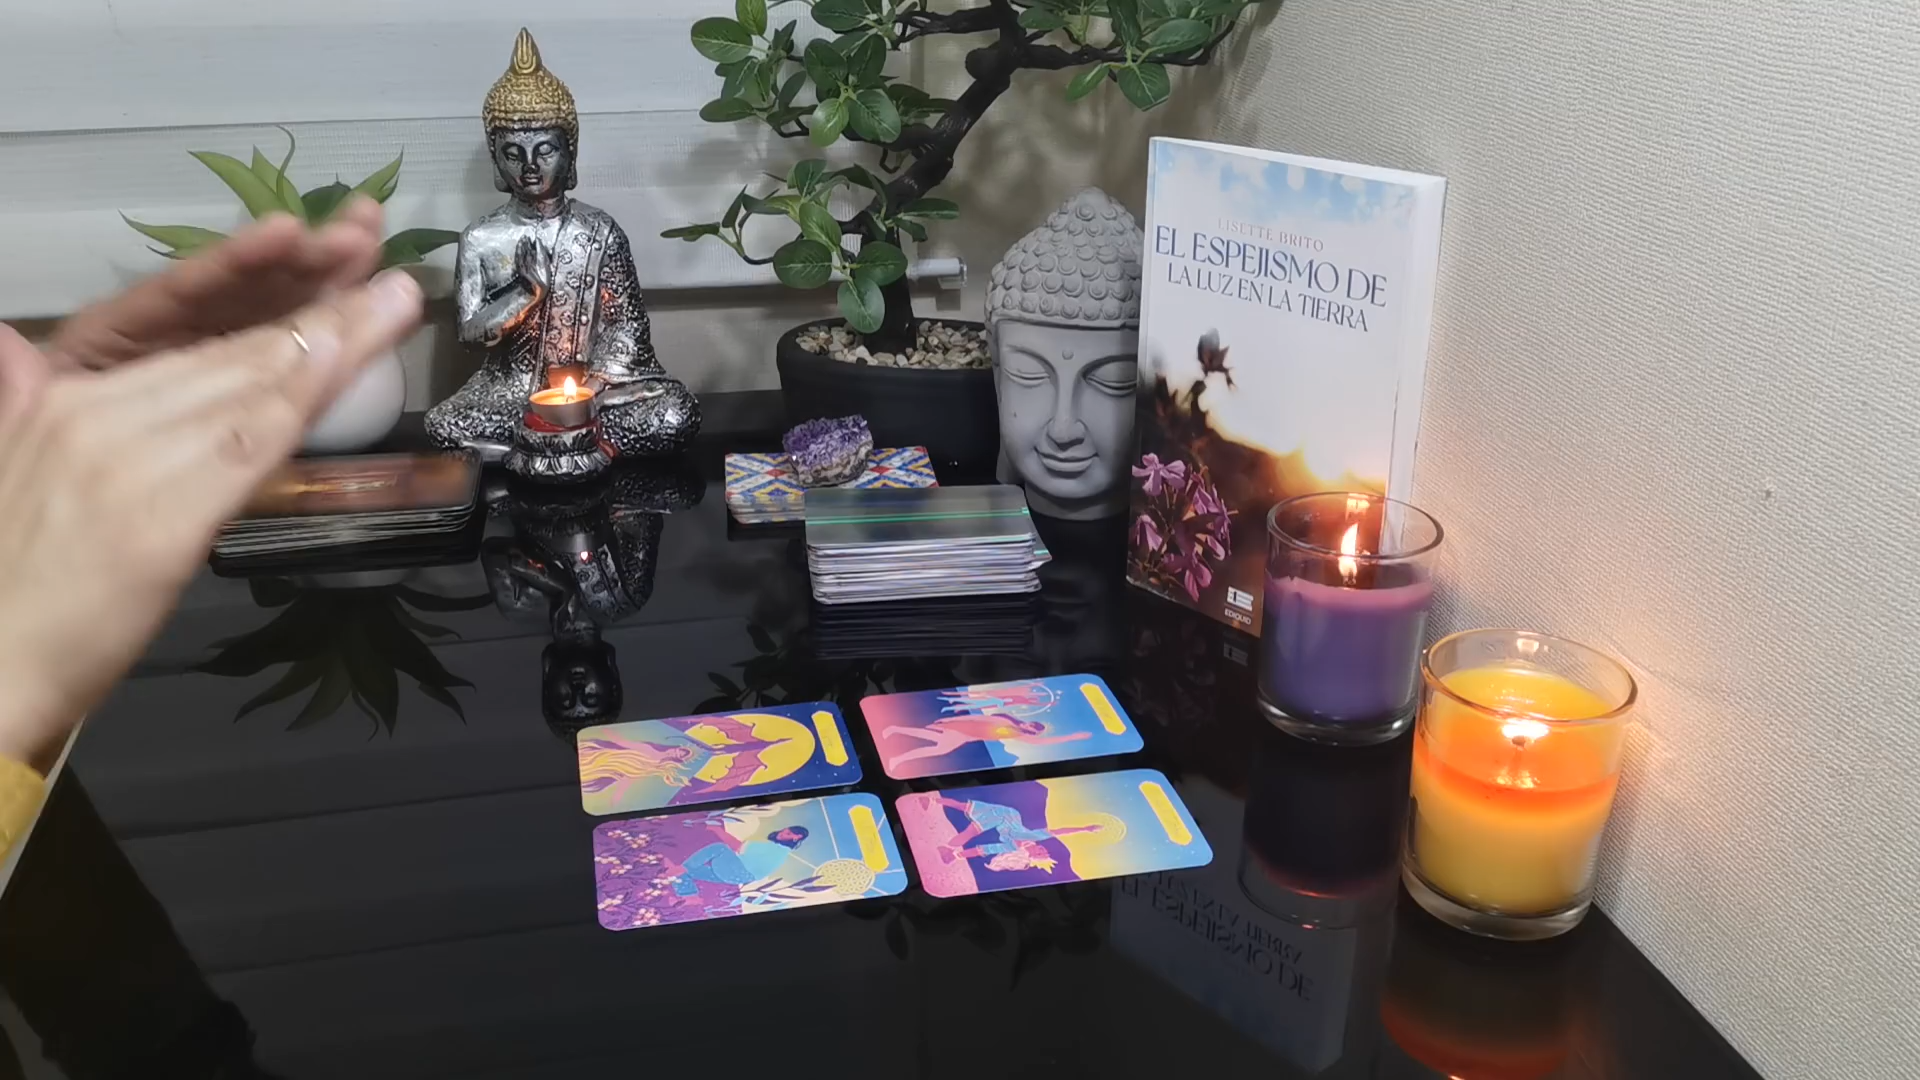 LISETTE BRITO
EL ESPEJISMO DE
LA LUZ EN LA TIERRA
EDIQUID